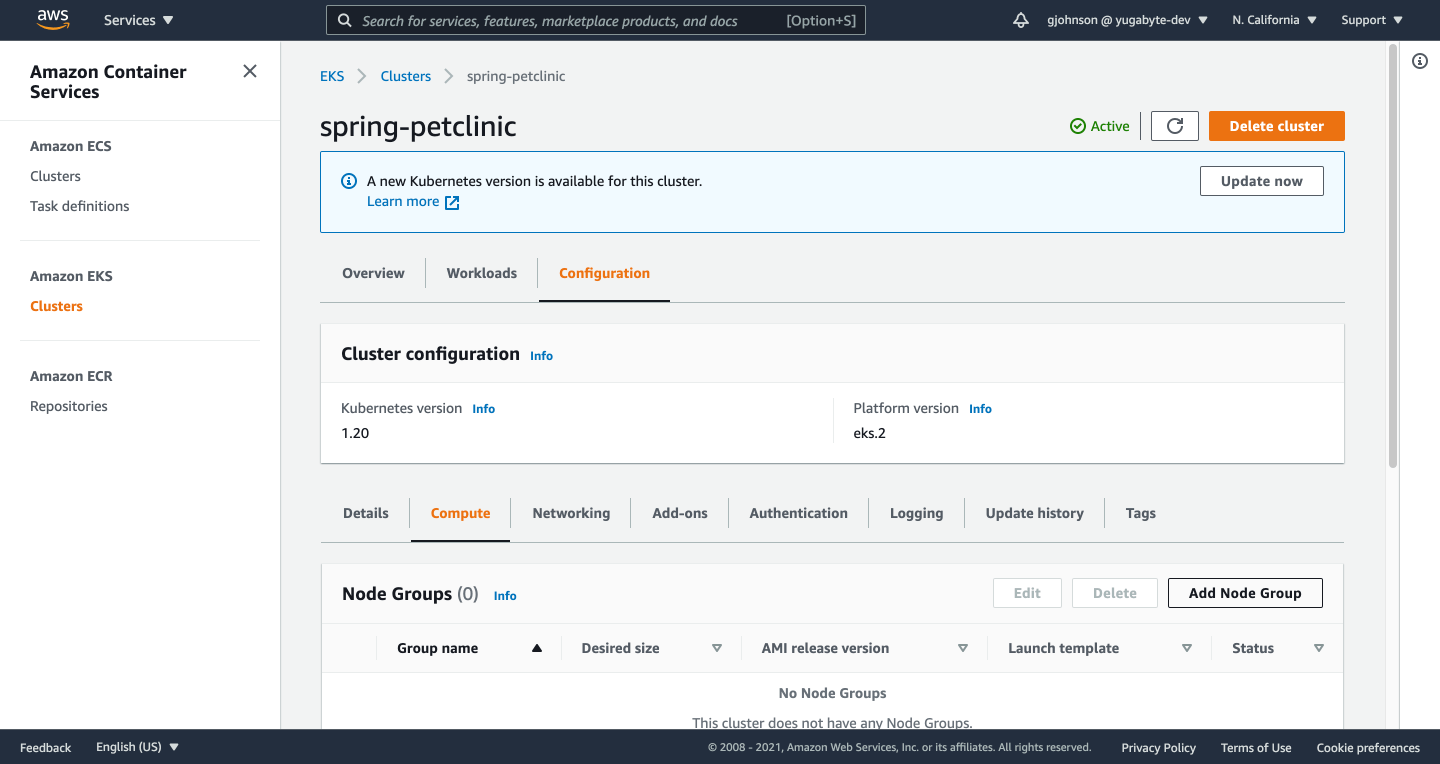 aws
Services
Search for services, features, marketplace products, and docs [Option+S]
gjohnson @ yugabyte-dev
N. California
Support
Amazon Container
Services
Amazon ECS
Clusters
Task definitions
Amazon EKS
Clusters
Amazon ECR
Repositories
EKS Clusters spring-petclinic
spring-petclinic
Active
Delete cluster
A new Kubernetes version is available for this cluster.
Learn more
Update now
Overview Workloads Configuration
Cluster configuration Info
Kubernetes version Info
1.20
Platform version Info
eks.2
Details Compute Networking Add-ons Authentication Logging Update history Tags
Node Groups (0) Info
Edit Delete Add Node Group
Group name Desired size AMI release version Launch template Status
No Node Groups
This cluster does not have any Node Groups.
Feedback English (US) © 2008 - 2021, Amazon Web Services, Inc. or its affiliates. All rights reserved. Privacy Policy Terms of Use Cookie preferences